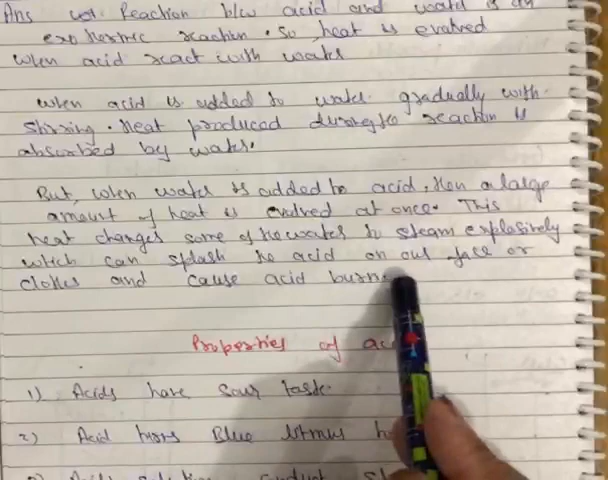 Ans Reaction b/w acid and water is an
exothermic reaction. So, heat is evolved
when acid react with water
when acid is added to water gradually with
stirring. Heat produced during the reaction is
absorbed by water.
But, when water is added to acid, then a large
amount of heat is evolved at once. This
heat changes some of the water to steam explosively
which can splash the acid on our face or
clothes and cause acid burns
Properties of
1) Acids have sour taste.
2) Acid turns Blue litmus